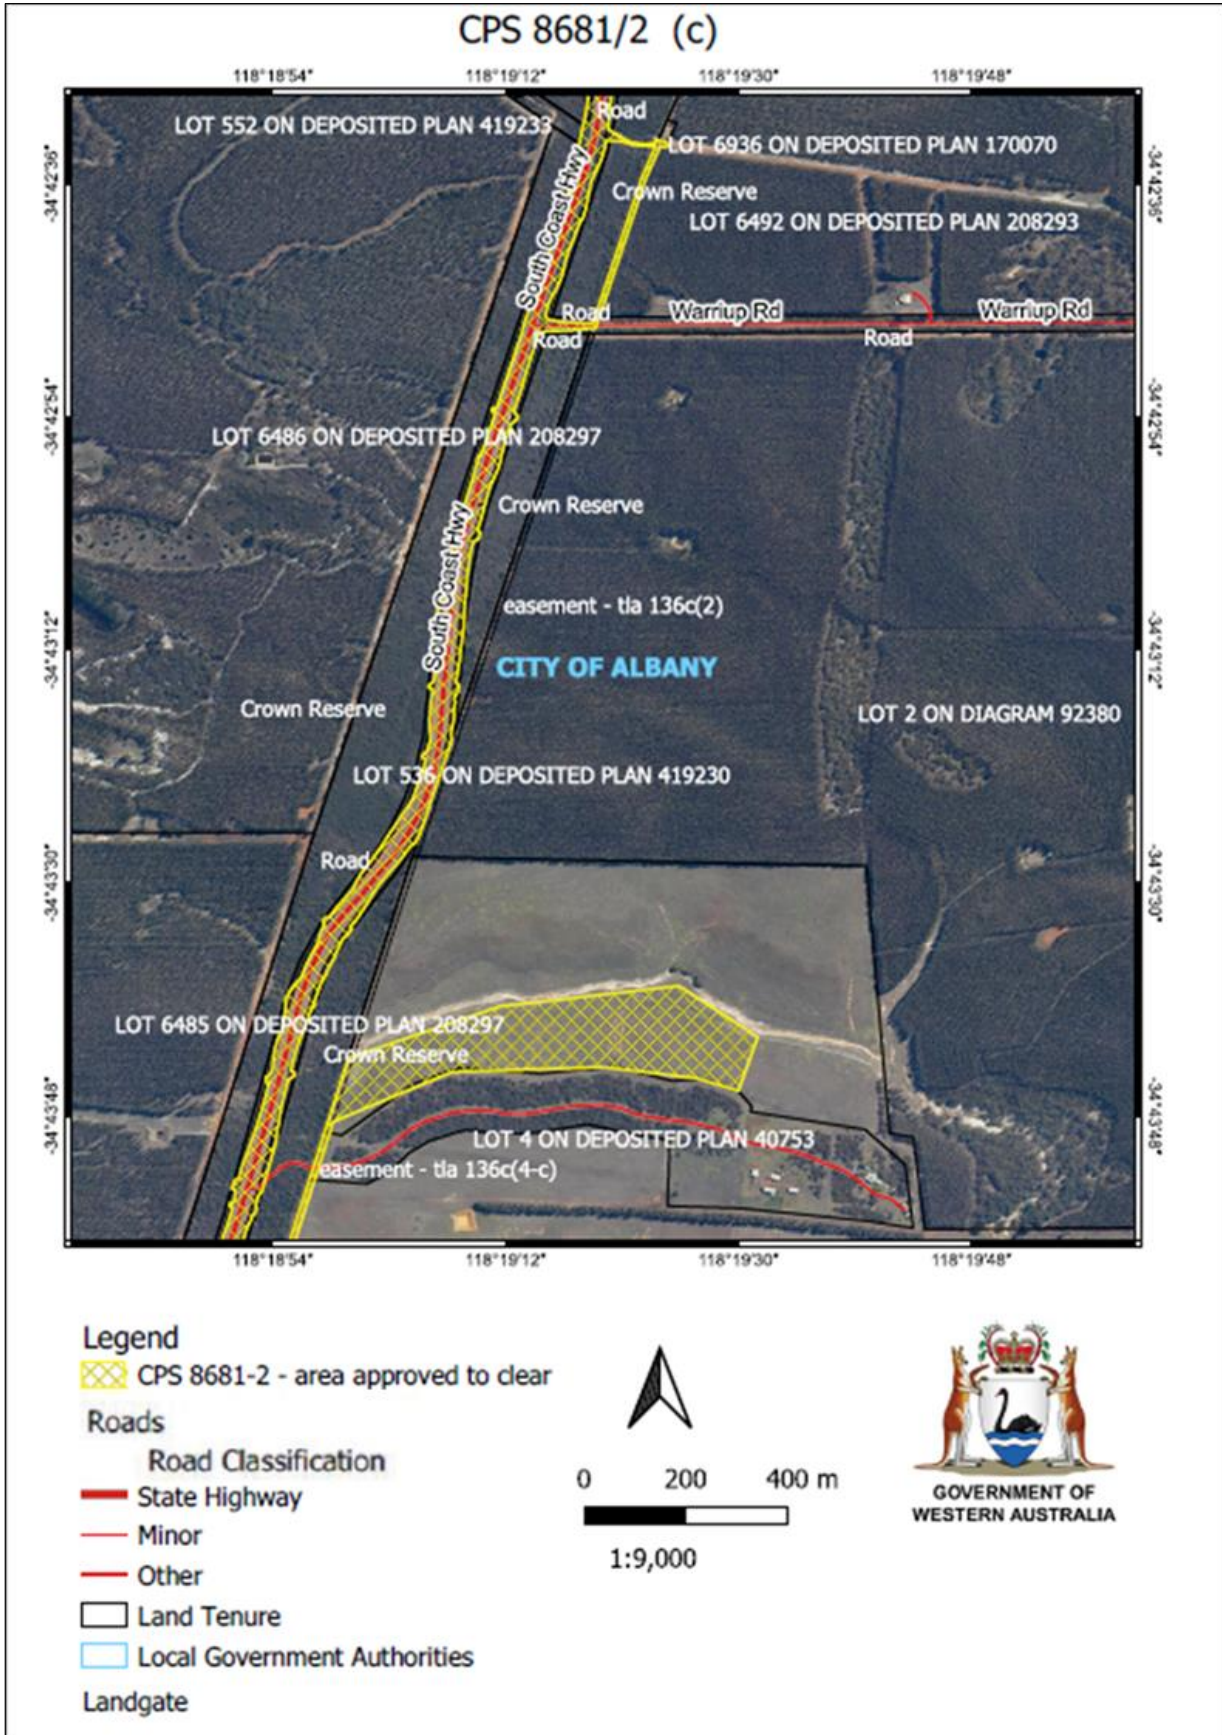 CPS 8681/2 (c)
118°18'54" 118°19'12" 118°19'30" 118°19'48"
Road
LOT 552 ON DEPOSITED PLAN 419233
LOT 6936 ON DEPOSITED PLAN 170070
-34°42'36"
-34°42'36"
Crown Reserve
LOT 6492 ON DEPOSITED PLAN 208293
South Coast Hwy
Road
Warriup Rd
Warriup Rd
Road
Road
-34°42'54"
-34°42'54"
LOT 6486 ON DEPOSITED PLAN 208297
Crown Reserve
South Coast Hwy
easement - tla 136c(2)
-34°43'12"
-34°43'12"
CITY OF ALBANY
Crown Reserve
LOT 2 ON DIAGRAM 92380
LOT 536 ON DEPOSITED PLAN 419230
Road
-34°43'30"
-34°43'30"
LOT 6485 ON DEPOSITED PLAN 208297
Crown Reserve
-34°43'48"
-34°43'48"
LOT 4 ON DEPOSITED PLAN 40753
easement - tla 136c(4-c)
118°18'54" 118°19'12" 118°19'30" 118°19'48"
Legend
CPS 8681-2 - area approved to clear
Roads
Road Classification
State Highway
Minor
Other
Land Tenure
Local Government Authorities
Landgate
0 200 400 m
1:9,000
GOVERNMENT OF
WESTERN AUSTRALIA